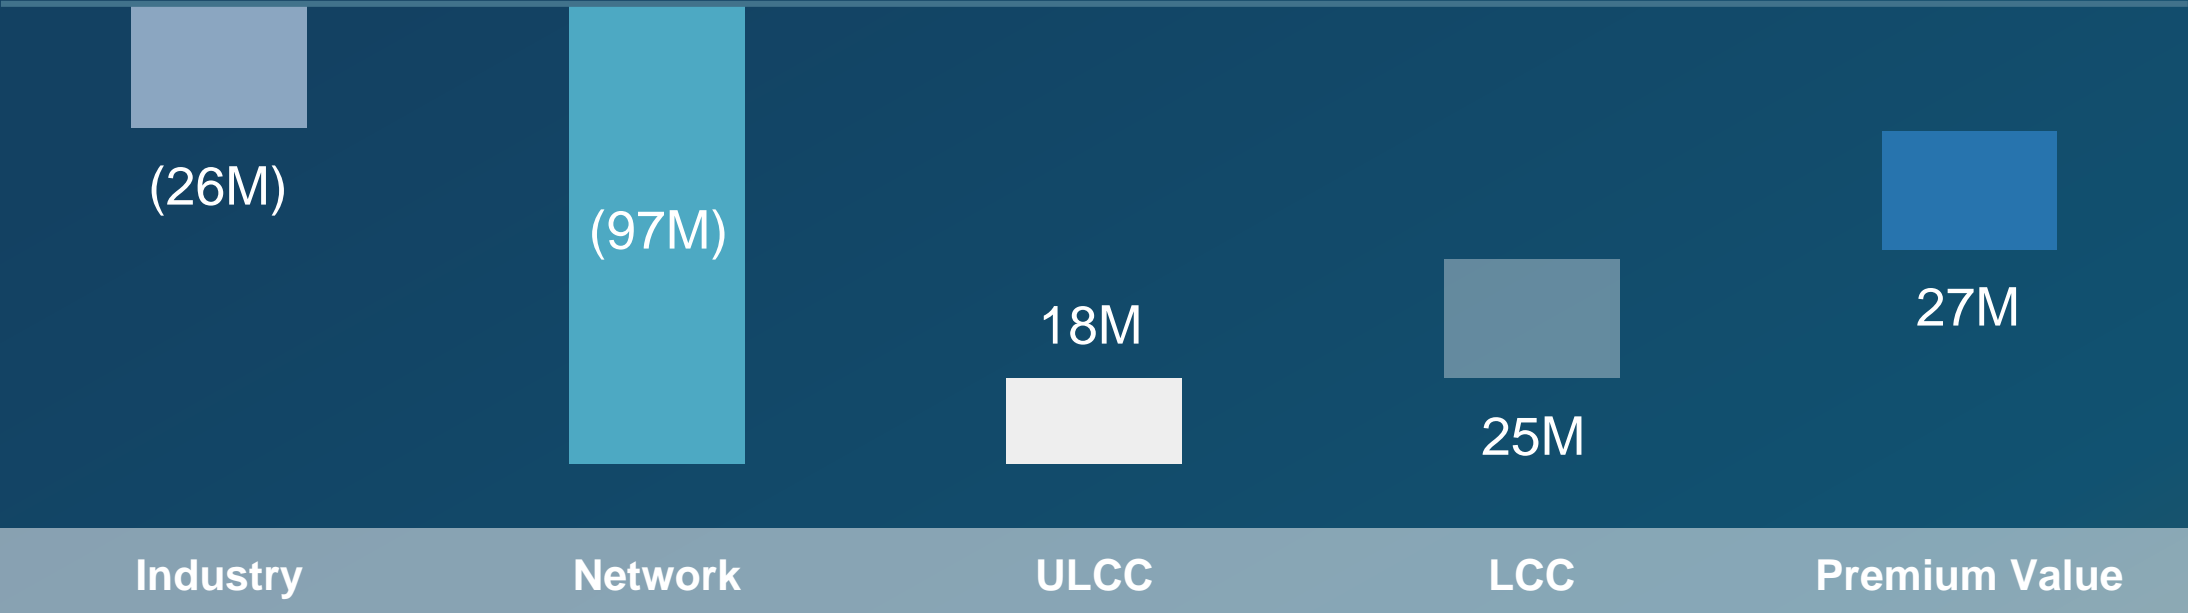 (26M)
(97M)
18M
25M
27M
Industry
Network
ULCC
LCC
Premium Value